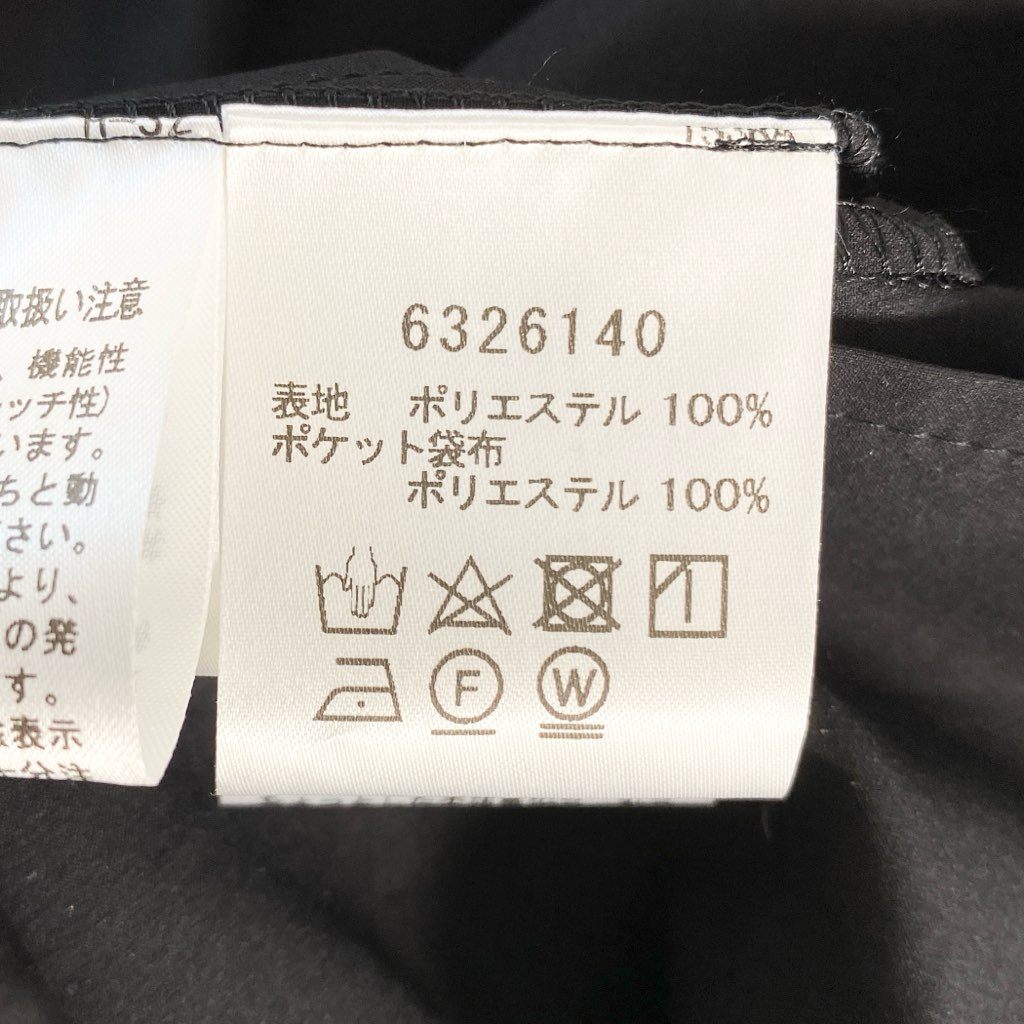 取扱い注意
、機能性
ッチ性）
います。
ちと動
さい。
より、
の発
す。
表示
6326140
表地 ポリエステル 100%
ポケット袋布
ポリエステル 100%
F W